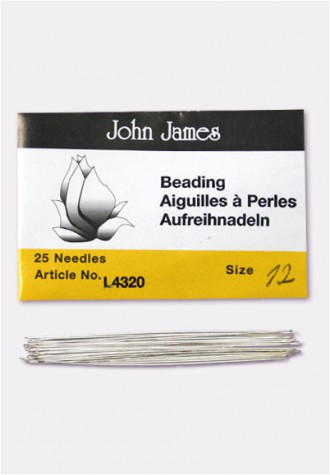 John James
Beading
Aiguilles à Perles
Aufreihnadeln
25 Needles
Article No. L4320
Size 12